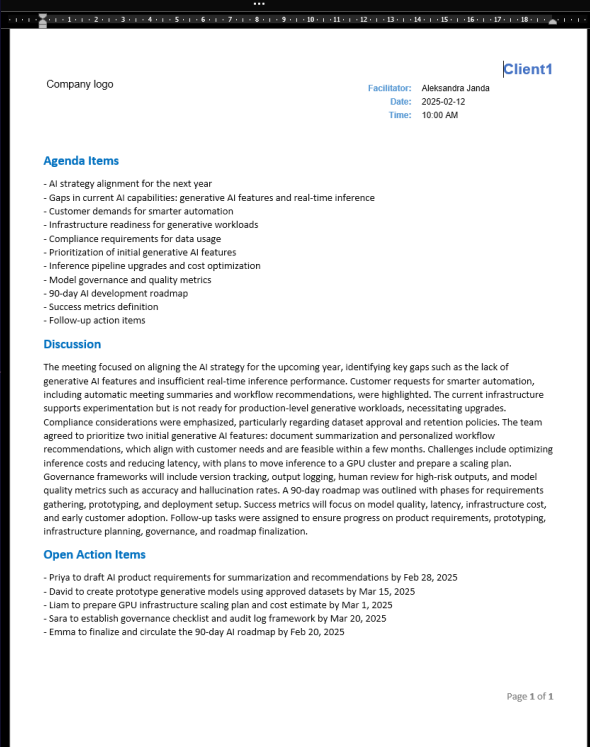 1 2 3 4 5 6 7 8 9 10 11 12 13 14 15 16 17 18
Client1
Company logo
Facilitator: Aleksandra Janda
Date: 2025-02-12
Time: 10:00 AM
Agenda Items
- AI strategy alignment for the next year
- Gaps in current AI capabilities: generative AI features and real-time inference
- Customer demands for smarter automation
- Infrastructure readiness for generative workloads
- Compliance requirements for data usage
- Prioritization of initial generative AI features
- Inference pipeline upgrades and cost optimization
- Model governance and quality metrics
- 90-day AI development roadmap
- Success metrics definition
- Follow-up action items
Discussion
The meeting focused on aligning the AI strategy for the upcoming year, identifying key gaps such as the lack of
generative AI features and insufficient real-time inference performance. Customer requests for smarter automation,
including automatic meeting summaries and workflow recommendations, were highlighted. The current infrastructure
supports experimentation but is not ready for production-level generative workloads, necessitating upgrades.
Compliance considerations were emphasized, particularly regarding dataset approval and retention policies. The team
agreed to prioritize two initial generative AI features: document summarization and personalized workflow
recommendations, which align with customer needs and are feasible within a few months. Challenges include optimizing
inference costs and reducing latency, with plans to move inference to a GPU cluster and prepare a scaling plan.
Governance frameworks will include version tracking, output logging, human review for high-risk outputs, and model
quality metrics such as accuracy and hallucination rates. A 90-day roadmap was outlined with phases for requirements
gathering, prototyping, and deployment setup. Success metrics will focus on model quality, latency, infrastructure cost,
and early customer adoption. Follow-up tasks were assigned to ensure progress on product requirements, prototyping,
infrastructure planning, governance, and roadmap finalization.
Open Action Items
- Priya to draft AI product requirements for summarization and recommendations by Feb 28, 2025
- David to create prototype generative models using approved datasets by Mar 15, 2025
- Liam to prepare GPU infrastructure scaling plan and cost estimate by Mar 1, 2025
- Sara to establish governance checklist and audit log framework by Mar 20, 2025
- Emma to finalize and circulate the 90-day AI roadmap by Feb 20, 2025
Page 1 of 1